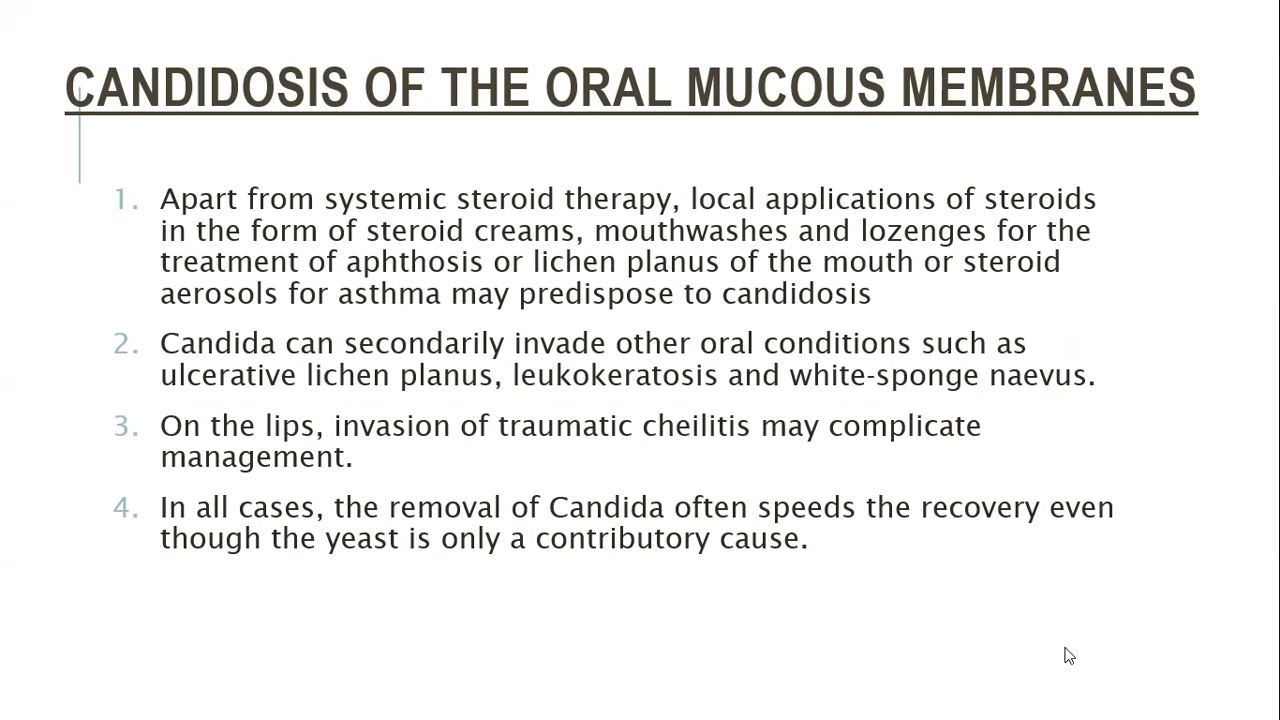 CANDIDOSIS OF THE ORAL MUCOUS MEMBRANES
1. Apart from systemic steroid therapy, local applications of steroids
in the form of steroid creams, mouthwashes and lozenges for the
treatment of aphthosis or lichen planus of the mouth or steroid
aerosols for asthma may predispose to candidosis
2. Candida can secondarily invade other oral conditions such as
ulcerative lichen planus, leukokeratosis and white-sponge naevus.
3. On the lips, invasion of traumatic cheilitis may complicate
management.
4. In all cases, the removal of Candida often speeds the recovery even
though the yeast is only a contributory cause.